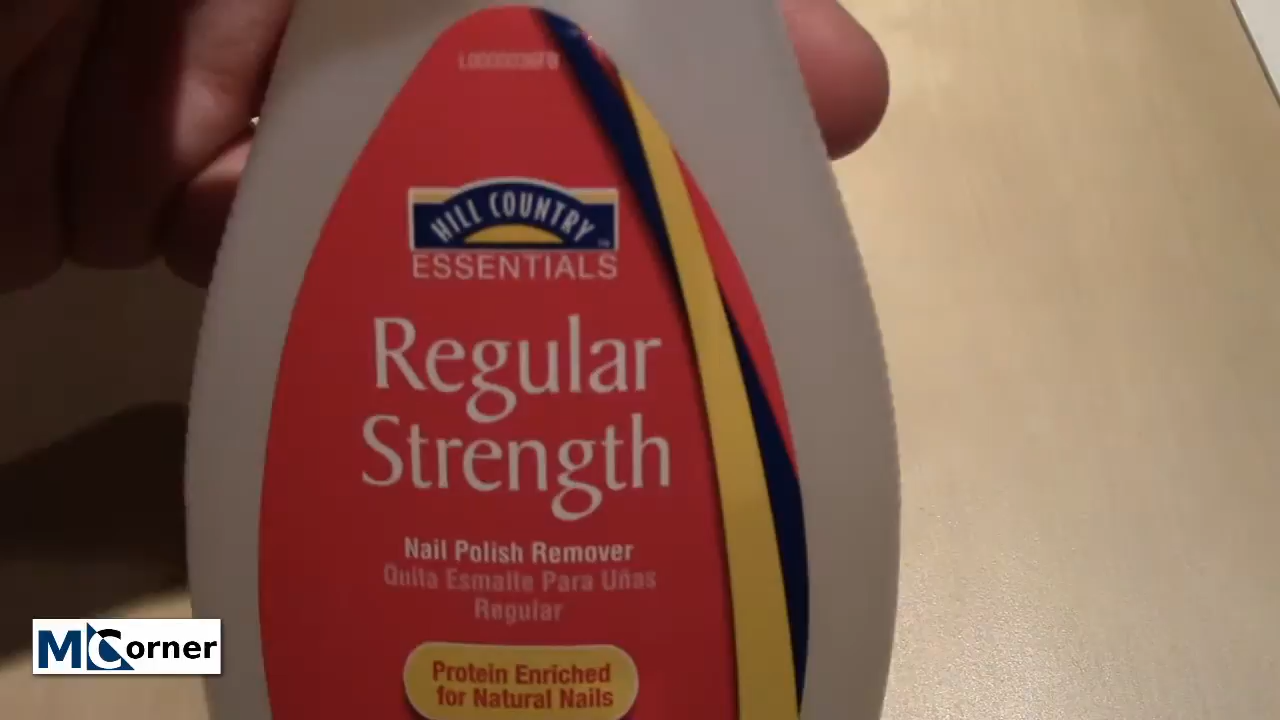 HILL COUNTRY
ESSENTIALS
Regular
Strength
Nail Polish Remover
Quita Esmalte Para Uñas
Regular
Protein Enriched
for Natural Nails
MCorner